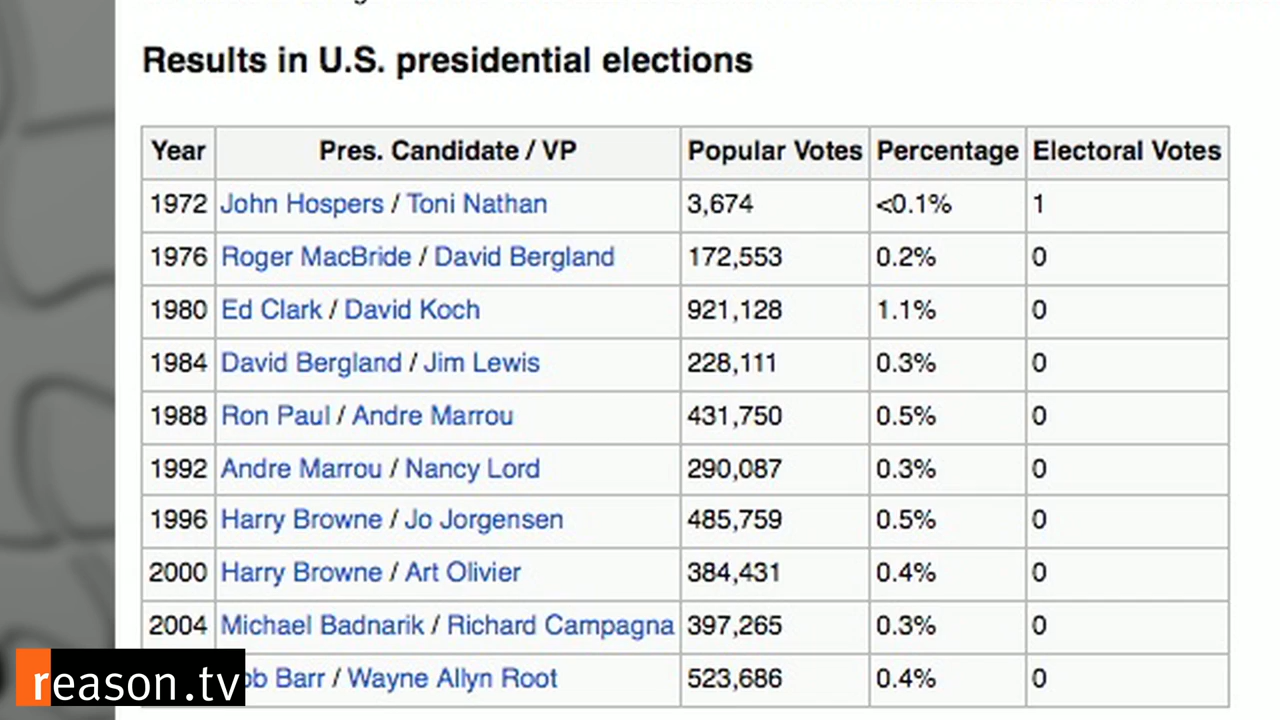 Results in U.S. presidential elections
Year Pres. Candidate / VP Popular Votes Percentage Electoral Votes
1972 John Hospers / Toni Nathan 3,674 <0.1% 1
1976 Roger MacBride / David Bergland 172,553 0.2% 0
1980 Ed Clark / David Koch 921,128 1.1% 0
1984 David Bergland / Jim Lewis 228,111 0.3% 0
1988 Ron Paul / Andre Marrou 431,750 0.5% 0
1992 Andre Marrou / Nancy Lord 290,087 0.3% 0
1996 Harry Browne / Jo Jorgensen 485,759 0.5% 0
2000 Harry Browne / Art Olivier 384,431 0.4% 0
2004 Michael Badnarik / Richard Campagna 397,265 0.3% 0
ob Barr / Wayne Allyn Root 523,686 0.4% 0
reason.tv